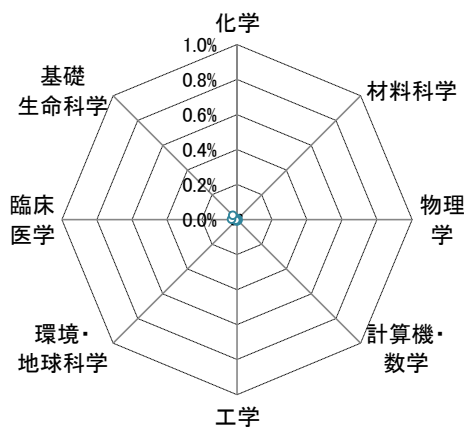 化学
1.0%
0.8%
0.6%
0.4%
0.2%
0.0%
材料科学
物理
学
計算機・
数学
工学
環境・
地球科学
臨床
医学
基礎
生命科学